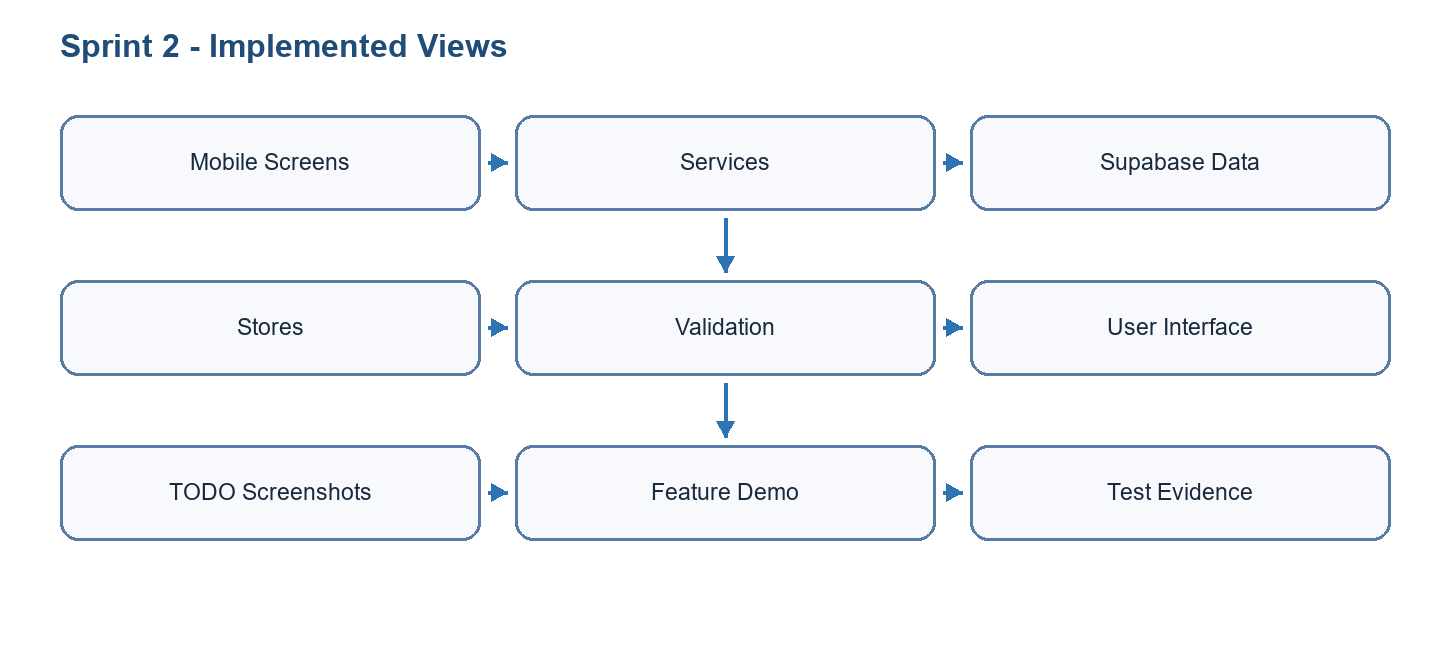 Sprint 2 - Implemented Views
Mobile Screens
Services
Supabase Data
Stores
Validation
User Interface
TODO Screenshots
Feature Demo
Test Evidence